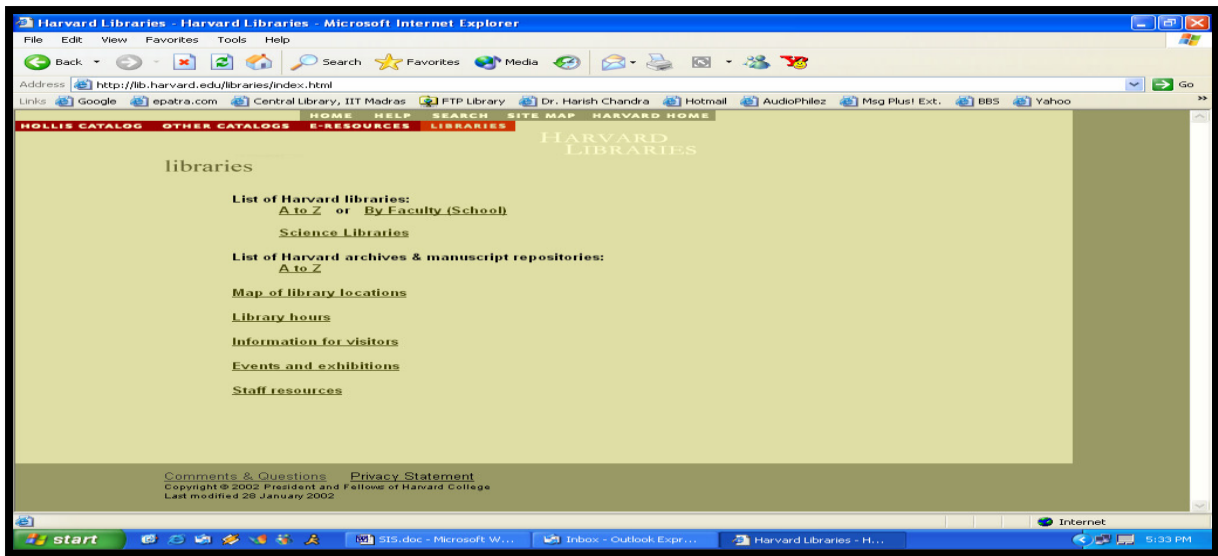 Harvard Libraries - Harvard Libraries - Microsoft Internet Explorer
File Edit View Favorites Tools Help
Back Search Favorites Media
Address http://lib.harvard.edu/libraries/index.html Go
Links Google epatra.com Central Library, IIT Madras FTP Library Dr. Harish Chandra Hotmail AudioPhilez Msg Plus! Ext. BBS Yahoo »
HOME HELP SEARCH SITE MAP HARVARD HOME
HOLLIS CATALOG OTHER CATALOGS E-RESOURCES LIBRARIES
HARVARD
LIBRARIES
libraries
List of Harvard libraries:
A to Z or By Faculty (School)
Science Libraries
List of Harvard archives & manuscript repositories:
A to Z
Map of library locations
Library hours
Information for visitors
Events and exhibitions
Staff resources
Comments & Questions Privacy Statement
Copyright © 2002 President and Fellows of Harvard College
Last modified 28 January 2002
Internet
start SIS.doc - Microsoft W... Inbox - Outlook Expr... Harvard Libraries - H... 5:33 PM